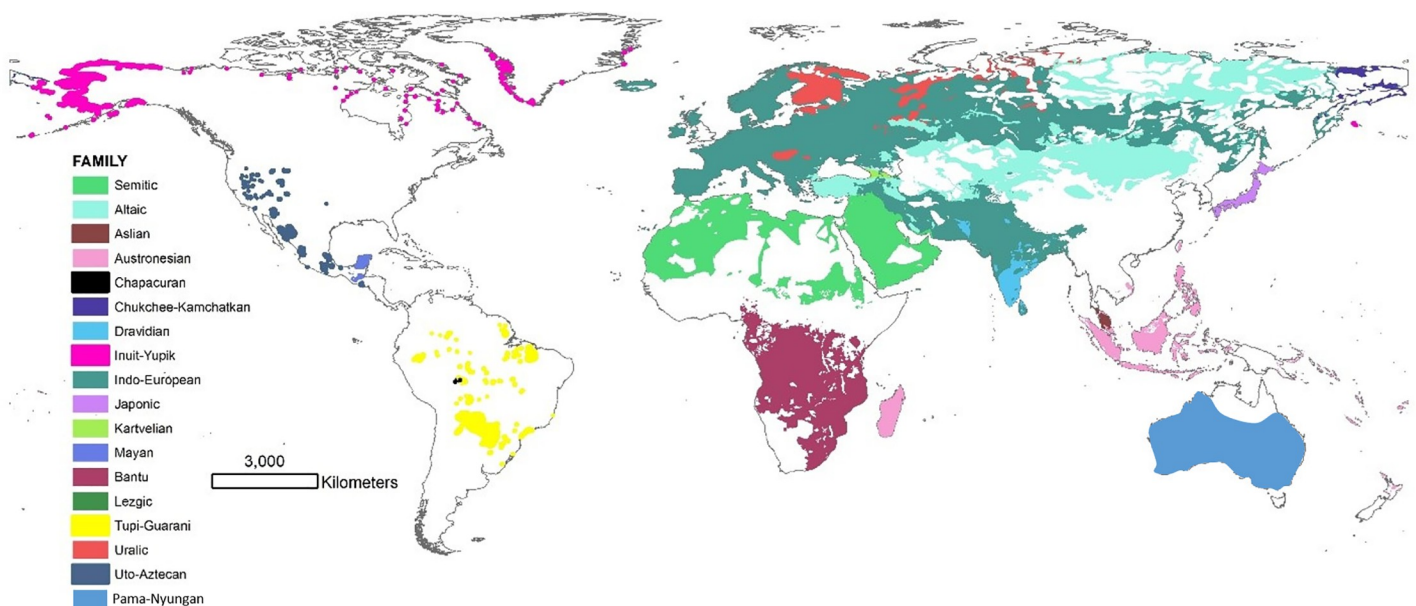 FAMILY
Semitic
Altaic
Aslian
Austronesian
Chapacuran
Chukchee-Kamchatkan
Dravidian
Inuit-Yupik
Indo-European
Japonic
Kartvelian
Mayan
Bantu
Lezgic
Tupi-Guarani
Uralic
Uto-Aztecan
Pama-Nyungan
3,000
Kilometers